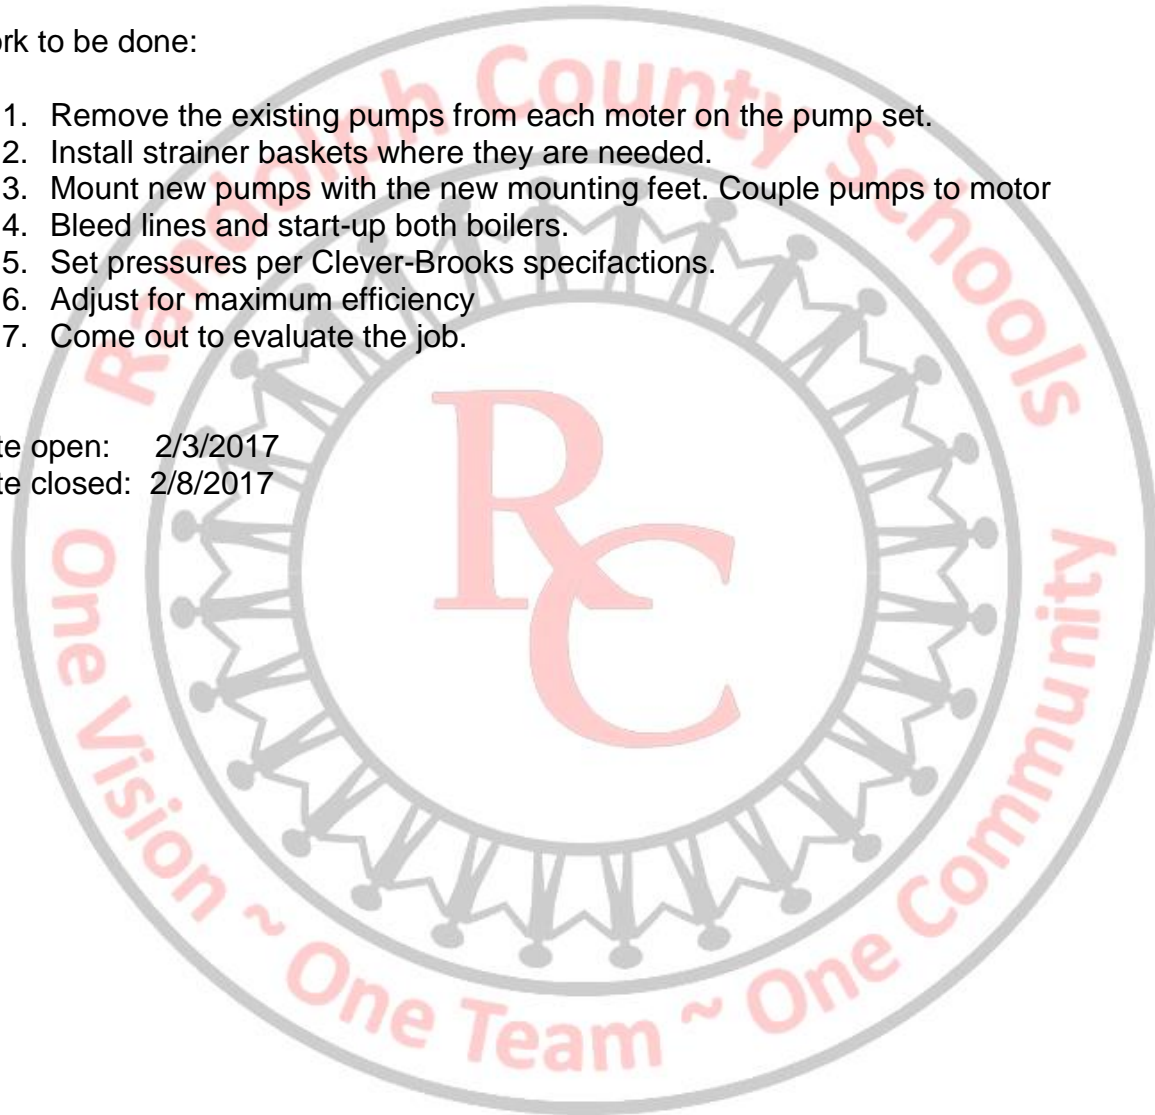 ork to be done:
1. Remove the existing pumps from each moter on the pump set.
2. Install strainer baskets where they are needed.
3. Mount new pumps with the new mounting feet. Couple pumps to motor
4. Bleed lines and start-up both boilers.
5. Set pressures per Clever-Brooks specifactions.
6. Adjust for maximum efficiency
7. Come out to evaluate the job.
te open: 2/3/2017
te closed: 2/8/2017
Randolph County Schools
RC
One Vision ~ One Team ~ One Community